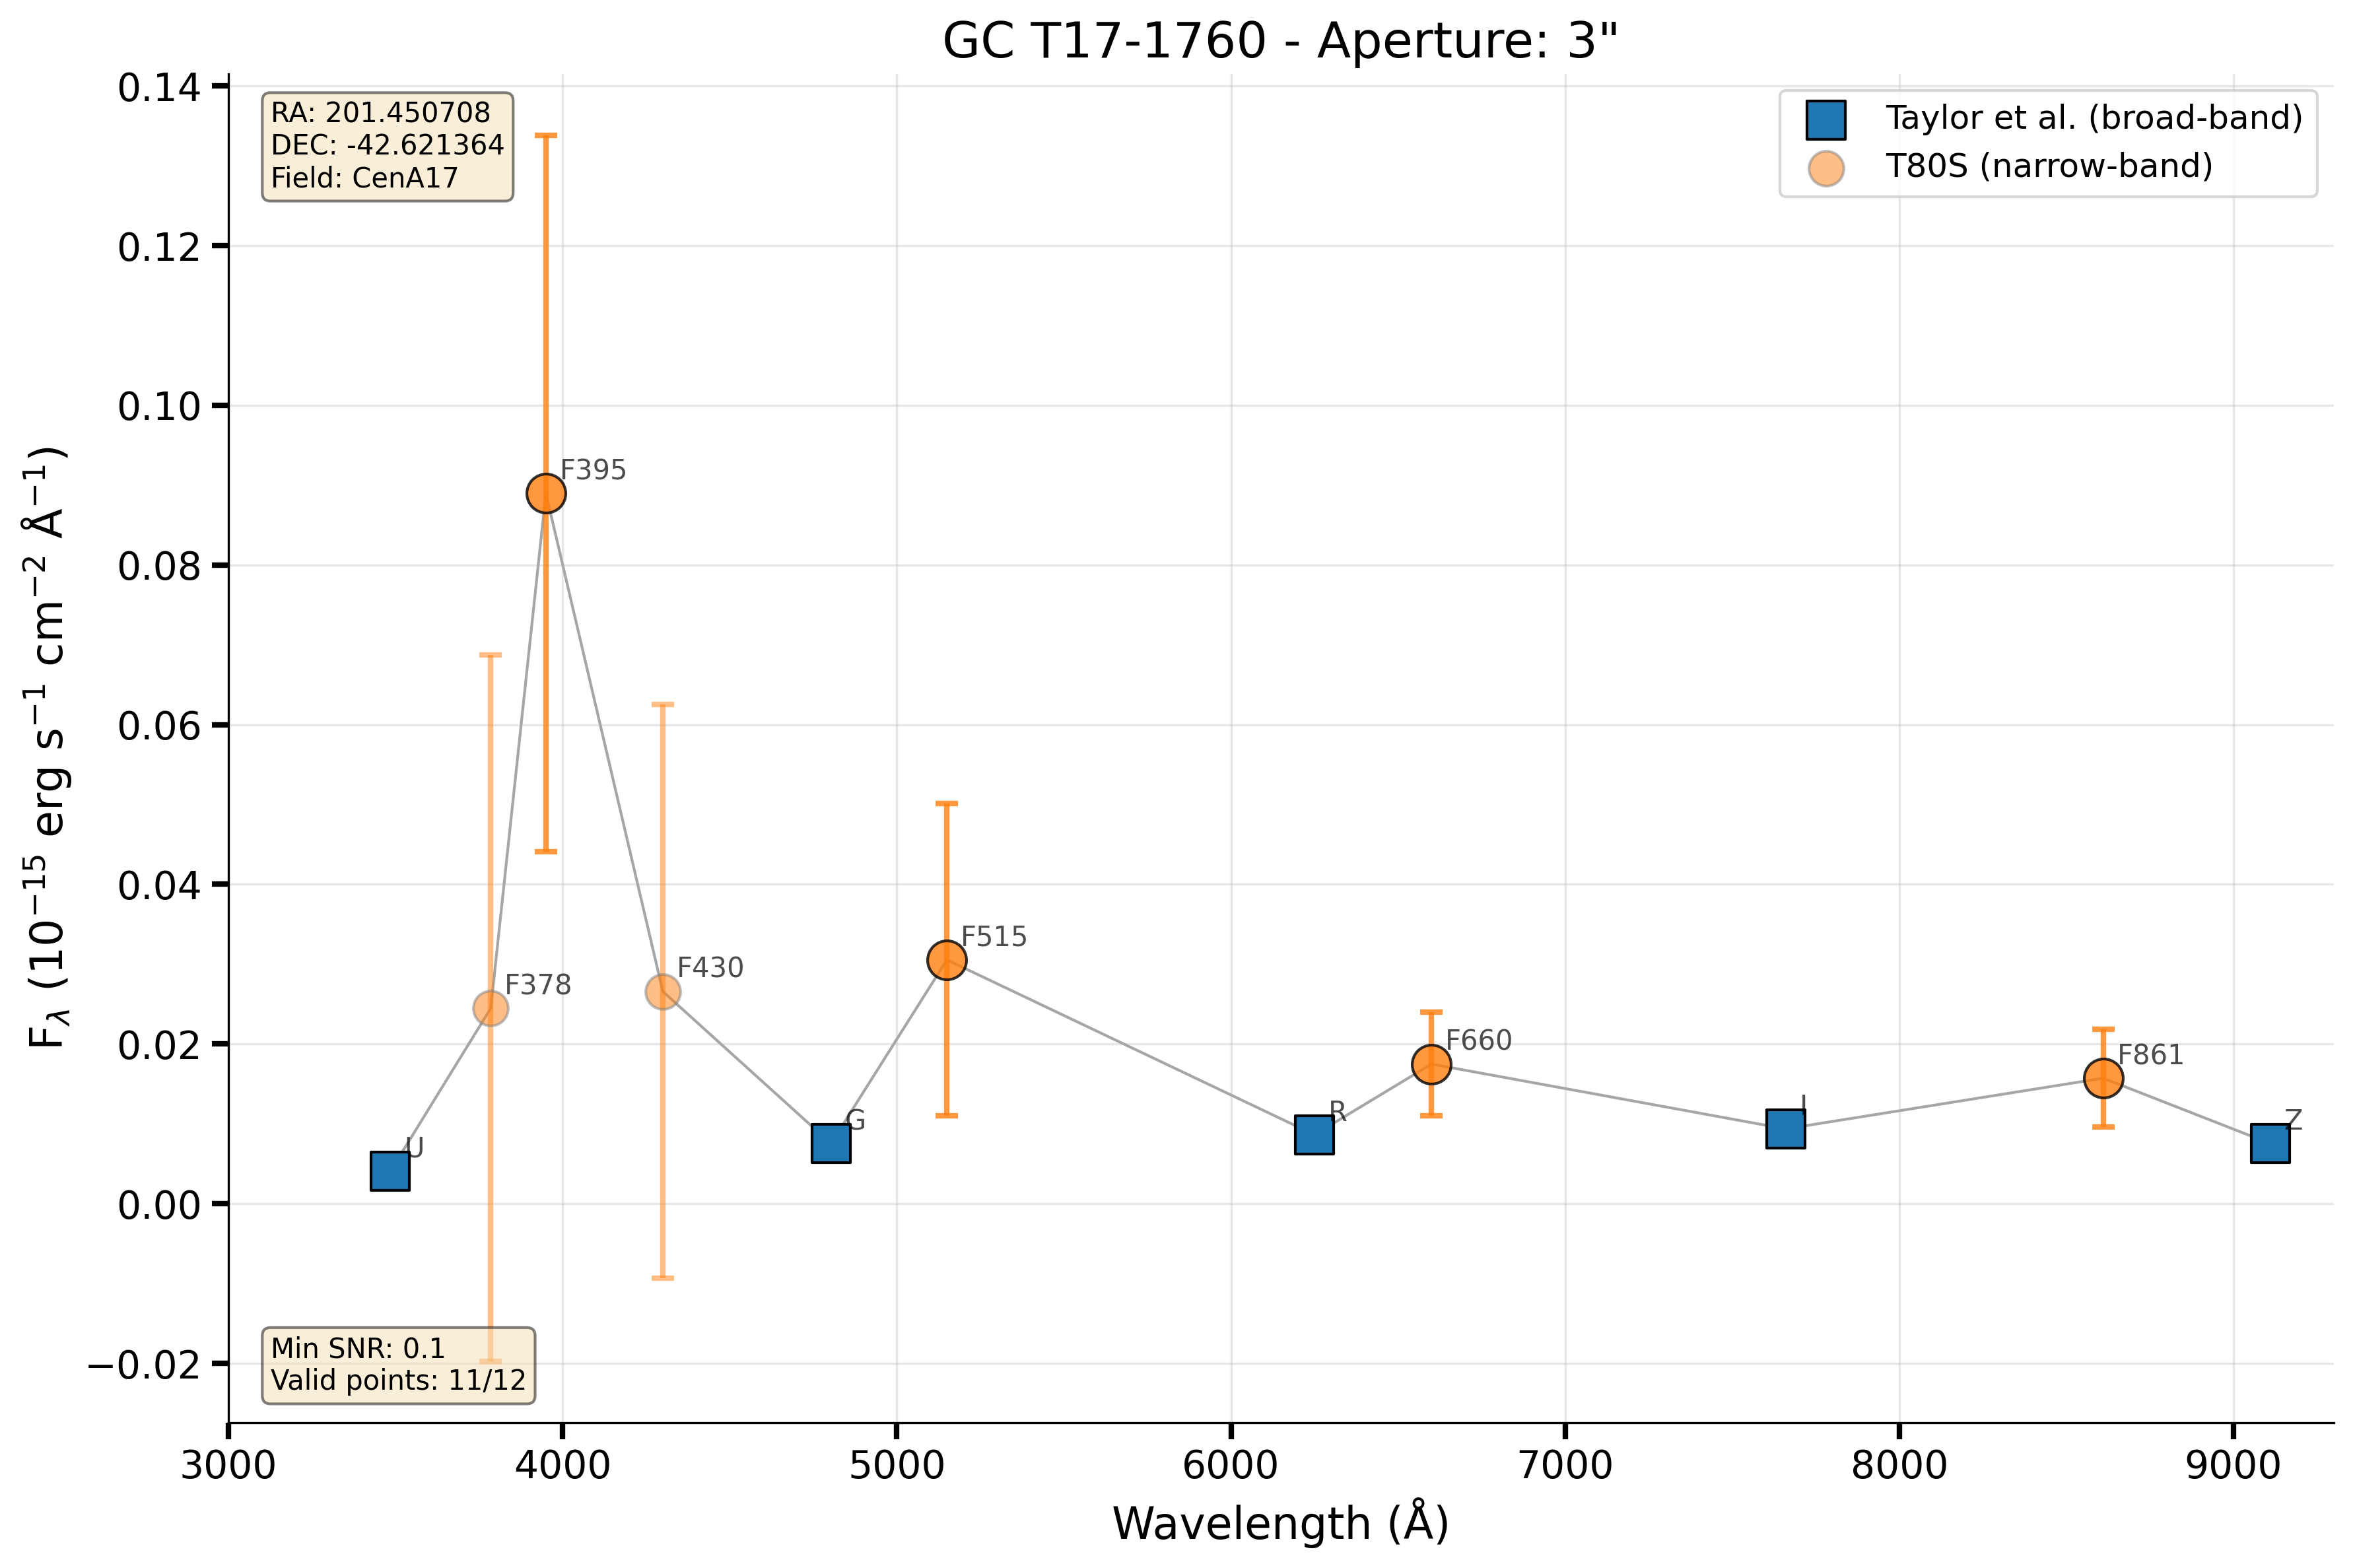 GC T17-1760 - Aperture: 3"
RA: 201.450708
DEC: -42.621364
Field: CenA17
Taylor et al. (broad-band)
T80S (narrow-band)
0.14
0.12
0.10
0.08
0.06
0.04
0.02
0.00
−0.02
F$_λ$ (10$^{−15}$ erg s$^{−1}$ cm$^{−2}$ Å$^{−1}$)
F395
F378
F430
F515
F660
F861
U
G
R
I
Z
Min SNR: 0.1
Valid points: 11/12
3000 4000 5000 6000 7000 8000 9000
Wavelength (Å)